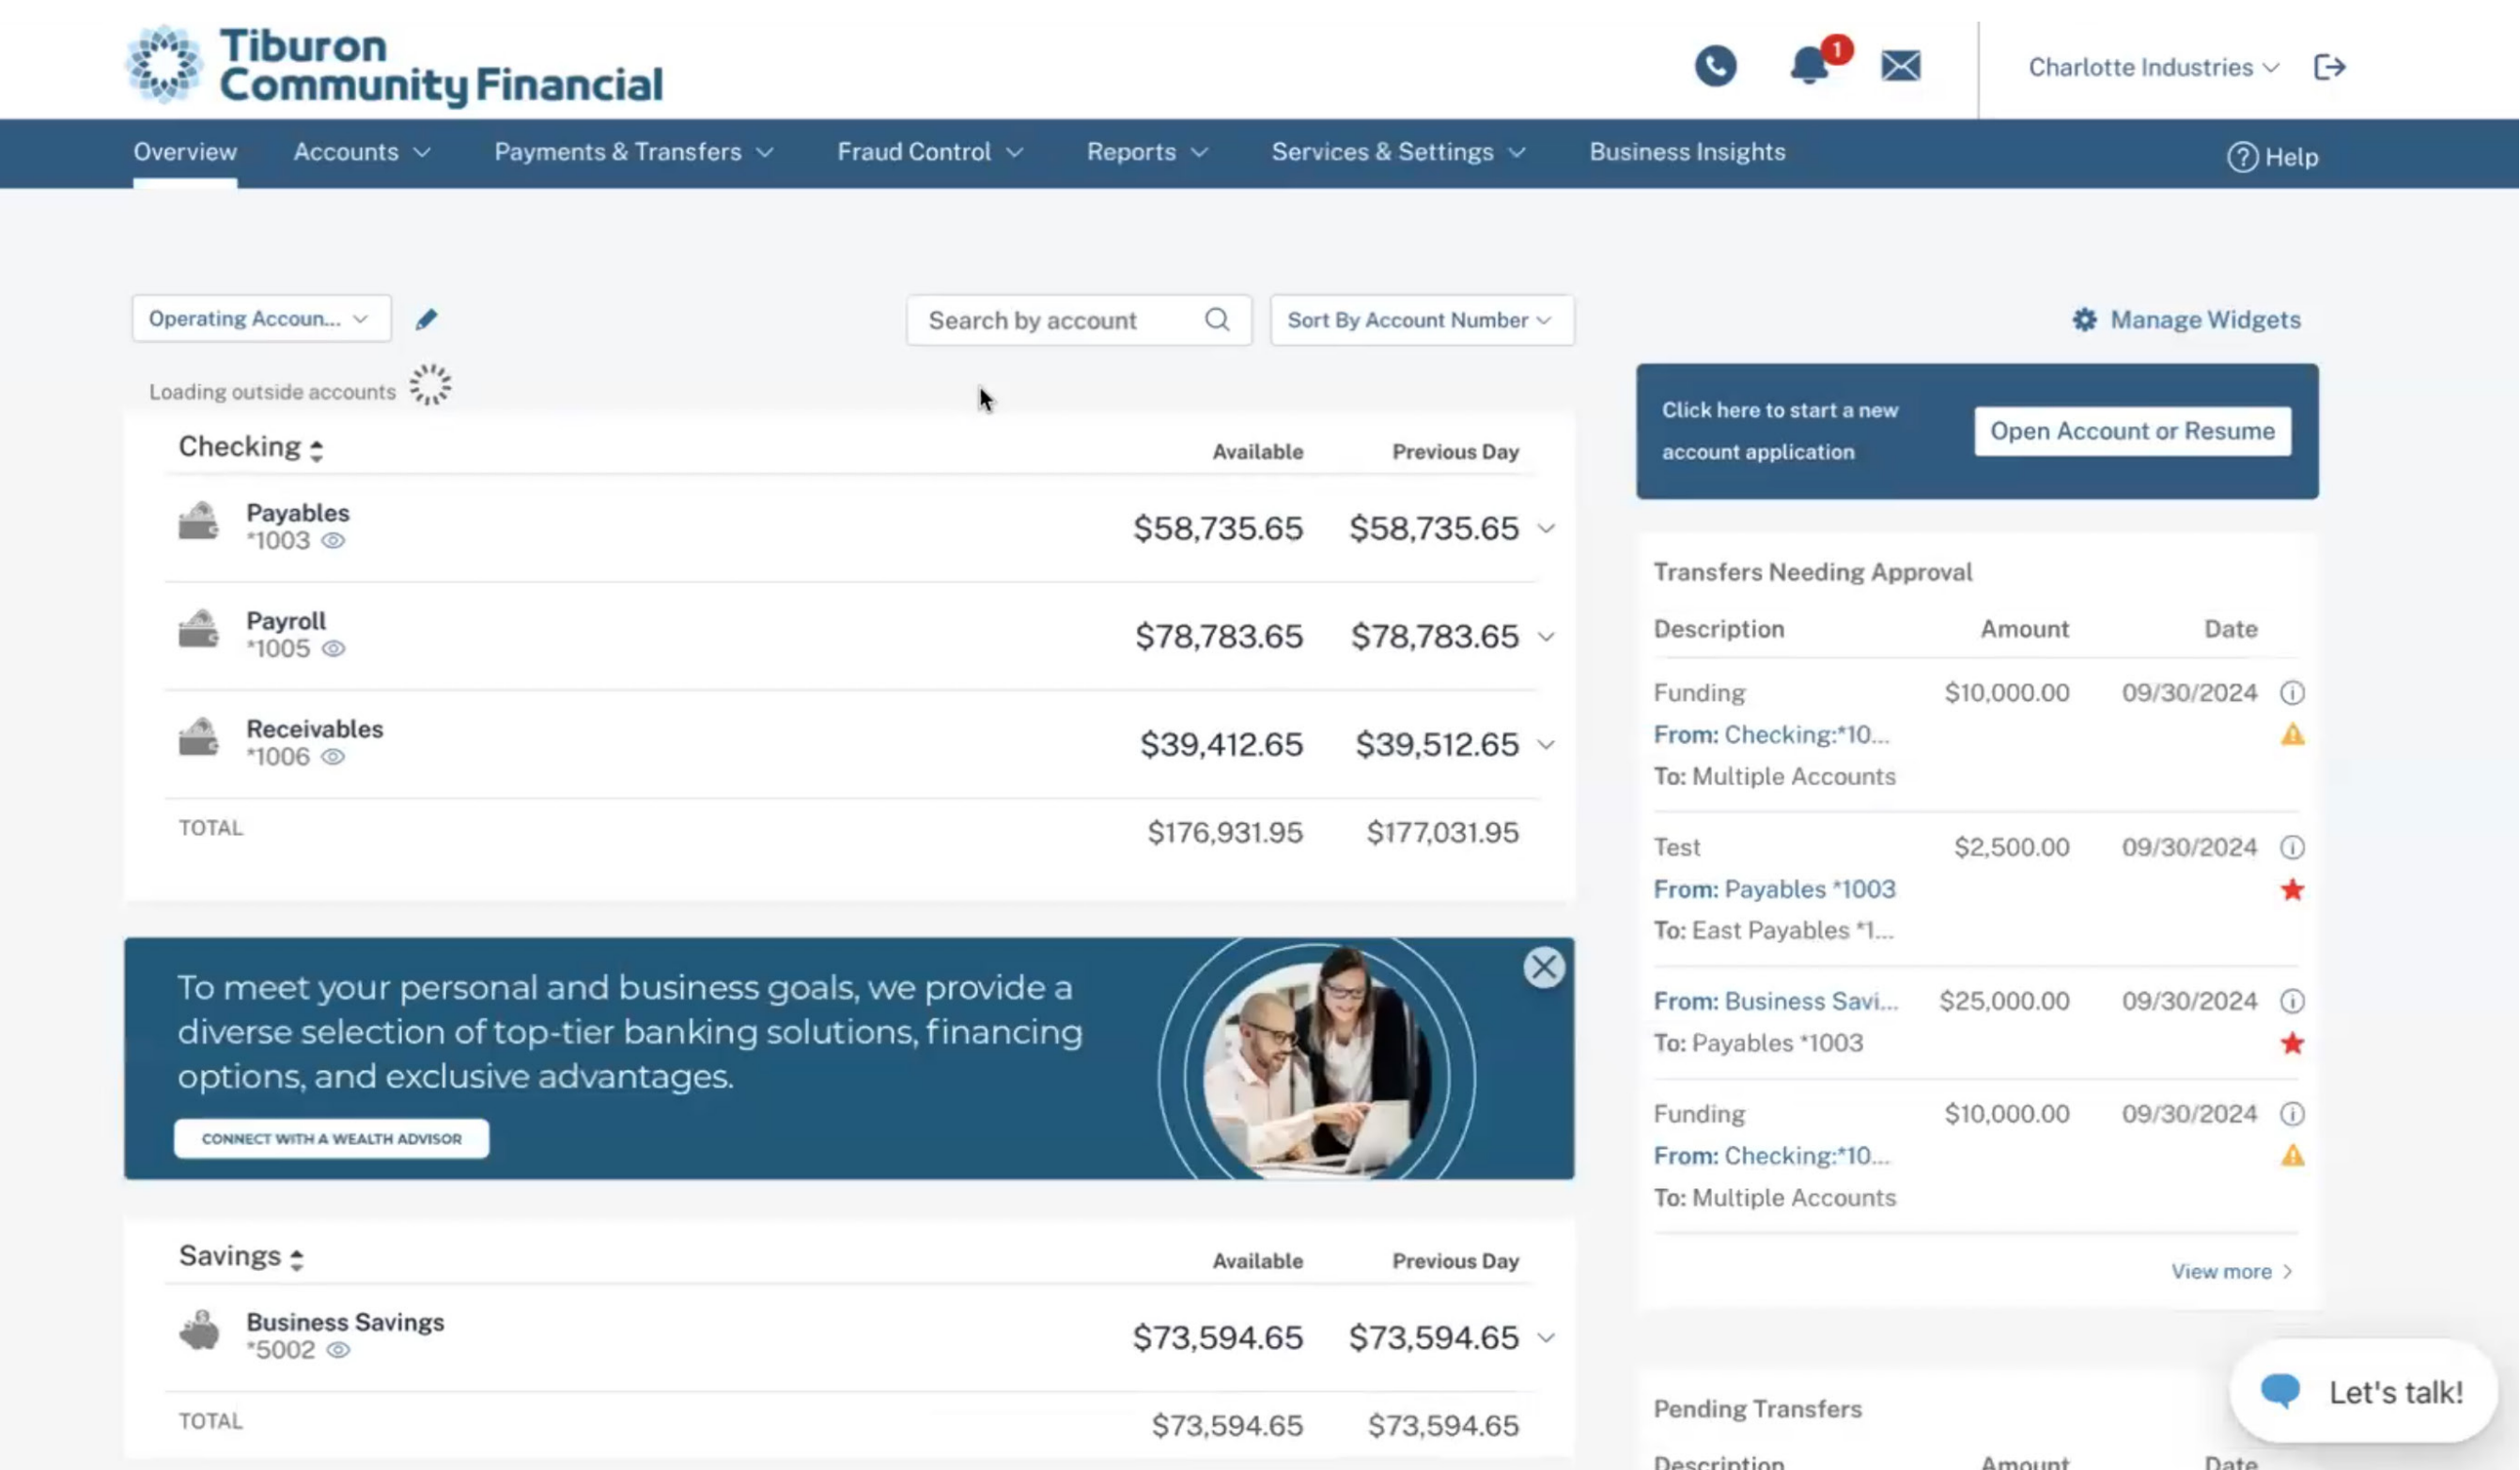 Tiburon
Community Financial
1
Charlotte Industries
Overview
Accounts
Payments & Transfers
Fraud Control
Reports
Services & Settings
Business Insights
Help
Operating Accoun...
Search by account
Sort By Account Number
Manage Widgets
Loading outside accounts
Checking
Available
Previous Day
Payables
*1003
$58,735.65
$58,735.65
Payroll
*1005
$78,783.65
$78,783.65
Receivables
*1006
$39,412.65
$39,512.65
TOTAL
$176,931.95
$177,031.95
To meet your personal and business goals, we provide a
diverse selection of top-tier banking solutions, financing
options, and exclusive advantages.
CONNECT WITH A WEALTH ADVISOR
Savings
Available
Previous Day
Business Savings
*5002
$73,594.65
$73,594.65
TOTAL
$73,594.65
$73,594.65
Click here to start a new
account application
Open Account or Resume
Transfers Needing Approval
Description
Amount
Date
Funding
$10,000.00
09/30/2024
From: Checking:*10...
To: Multiple Accounts
Test
$2,500.00
09/30/2024
From: Payables *1003
To: East Payables *1...
From: Business Savi...
$25,000.00
09/30/2024
To: Payables *1003
Funding
$10,000.00
09/30/2024
From: Checking:*10...
To: Multiple Accounts
View more
Pending Transfers
Description
Amount
Date
Let's talk!